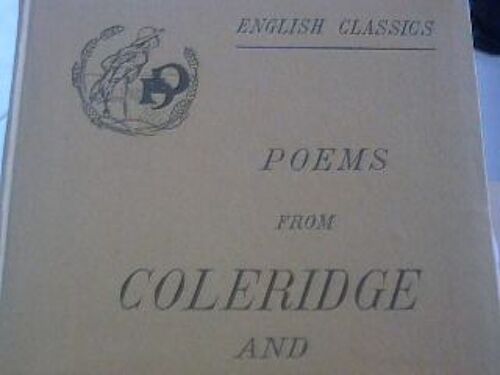 ENGLISH CLASSICS
POEMS
FROM
COLERIDGE
AND